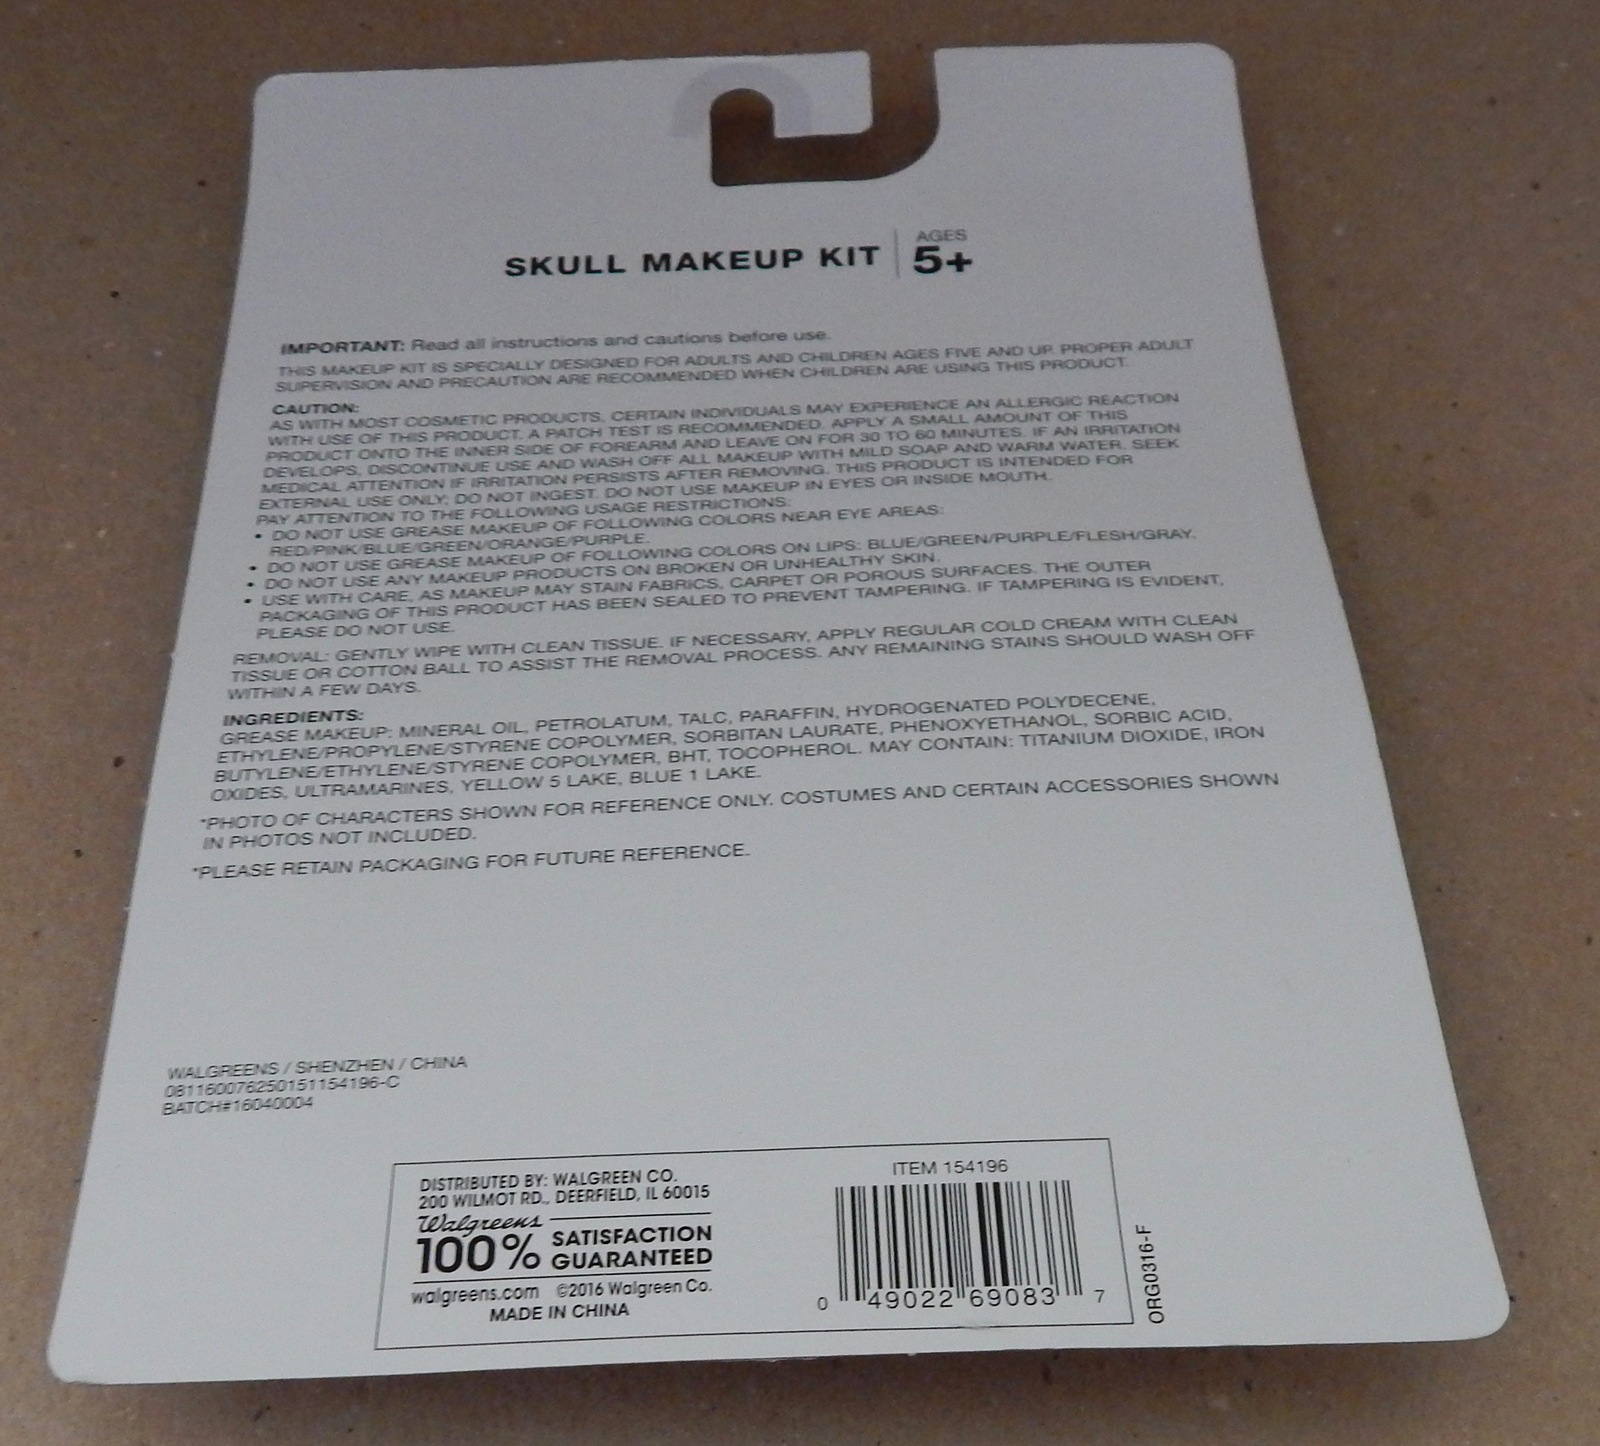 SKULL MAKEUP KIT
AGES
5+
IMPORTANT: Read all instructions and cautions before use.
THIS MAKEUP KIT IS SPECIALLY DESIGNED FOR ADULTS AND CHILDREN AGES FIVE AND UP. PROPER ADULT
SUPERVISION AND PRECAUTION ARE RECOMMENDED WHEN CHILDREN ARE USING THIS PRODUCT.
CAUTION:
AS WITH MOST COSMETIC PRODUCTS, CERTAIN INDIVIDUALS MAY EXPERIENCE AN ALLERGIC REACTION
WITH USE OF THIS PRODUCT. A PATCH TEST IS RECOMMENDED. APPLY A SMALL AMOUNT OF THIS
PRODUCT ONTO THE INNER SIDE OF FOREARM AND LEAVE ON FOR 30 TO 60 MINUTES. IF AN IRRITATION
DEVELOPS, DISCONTINUE USE AND WASH OFF ALL MAKEUP WITH MILD SOAP AND WARM WATER. SEEK
MEDICAL ATTENTION IF IRRITATION PERSISTS AFTER REMOVING. THIS PRODUCT IS INTENDED FOR
EXTERNAL USE ONLY; DO NOT INGEST. DO NOT USE MAKEUP IN EYES OR INSIDE MOUTH.
PAY ATTENTION TO THE FOLLOWING USAGE RESTRICTIONS:
• DO NOT USE GREASE MAKEUP OF FOLLOWING COLORS NEAR EYE AREAS:
RED/PINK/BLUE/GREEN/ORANGE/PURPLE.
• DO NOT USE GREASE MAKEUP OF FOLLOWING COLORS ON LIPS: BLUE/GREEN/PURPLE/FLESH/GRAY.
• DO NOT USE ANY MAKEUP PRODUCTS ON BROKEN OR UNHEALTHY SKIN.
• USE WITH CARE, AS MAKEUP MAY STAIN FABRICS, CARPET OR POROUS SURFACES. THE OUTER
PACKAGING OF THIS PRODUCT HAS BEEN SEALED TO PREVENT TAMPERING. IF TAMPERING IS EVIDENT,
PLEASE DO NOT USE.
REMOVAL: GENTLY WIPE WITH CLEAN TISSUE. IF NECESSARY, APPLY REGULAR COLD CREAM WITH CLEAN
TISSUE OR COTTON BALL TO ASSIST THE REMOVAL PROCESS. ANY REMAINING STAINS SHOULD WASH OFF
WITHIN A FEW DAYS.
INGREDIENTS:
GREASE MAKEUP: MINERAL OIL, PETROLATUM, TALC, PARAFFIN, HYDROGENATED POLYDECENE,
ETHYLENE/PROPYLENE/STYRENE COPOLYMER, SORBITAN LAURATE, PHENOXYETHANOL, SORBIC ACID,
BUTYLENE/ETHYLENE/STYRENE COPOLYMER, BHT, TOCOPHEROL. MAY CONTAIN: TITANIUM DIOXIDE, IRON
OXIDES, ULTRAMARINES, YELLOW 5 LAKE, BLUE 1 LAKE.
*PHOTO OF CHARACTERS SHOWN FOR REFERENCE ONLY. COSTUMES AND CERTAIN ACCESSORIES SHOWN
IN PHOTOS NOT INCLUDED.
*PLEASE RETAIN PACKAGING FOR FUTURE REFERENCE.
WALGREENS / SHENZHEN / CHINA
081160076250151154196-C
BATCH#16040004
DISTRIBUTED BY: WALGREEN CO.
200 WILMOT RD., DEERFIELD, IL 60015
Walgreens
100% SATISFACTION
GUARANTEED
walgreens.com ©2016 Walgreen Co.
MADE IN CHINA
ITEM 154196
0 49022 69083 7
ORG0316-F